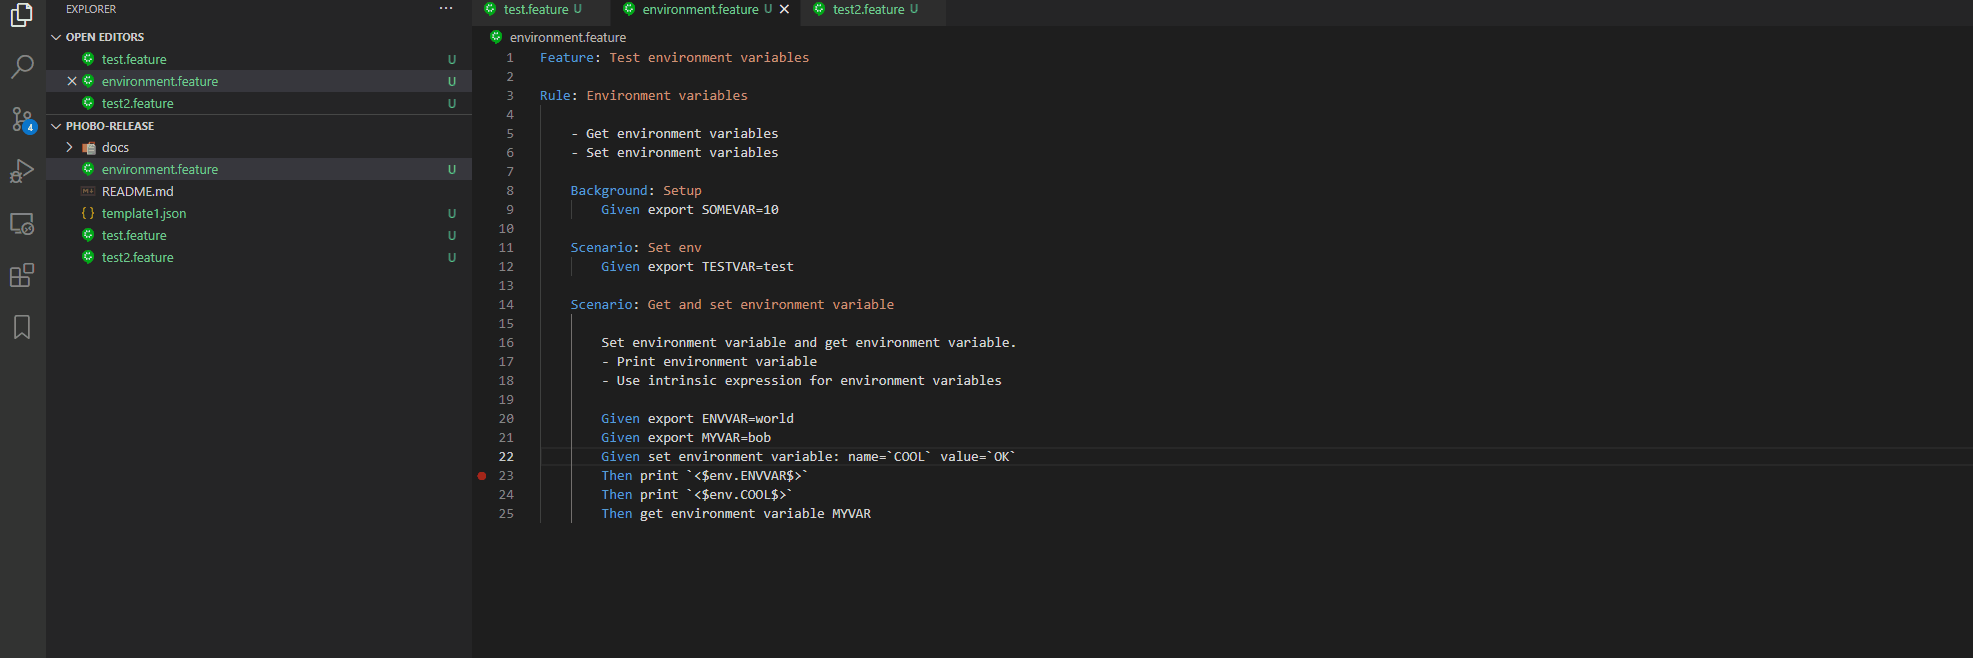 EXPLORER ···
OPEN EDITORS
test.feature U
environment.feature U
test2.feature U
PHOBO-RELEASE
docs
environment.feature U
README.md
{ } template1.json U
test.feature U
test2.feature U
4
test.feature U environment.feature U test2.feature U
environment.feature
1 Feature: Test environment variables
2
3 Rule: Environment variables
4
5 - Get environment variables
6 - Set environment variables
7
8 Background: Setup
9 Given export SOMEVAR=10
10
11 Scenario: Set env
12 Given export TESTVAR=test
13
14 Scenario: Get and set environment variable
15
16 Set environment variable and get environment variable.
17 - Print environment variable
18 - Use intrinsic expression for environment variables
19
20 Given export ENVVAR=world
21 Given export MYVAR=bob
22 Given set environment variable: name=`COOL` value=`OK`
23 Then print `<$env.ENVVAR$>`
24 Then print `<$env.COOL$>`
25 Then get environment variable MYVAR